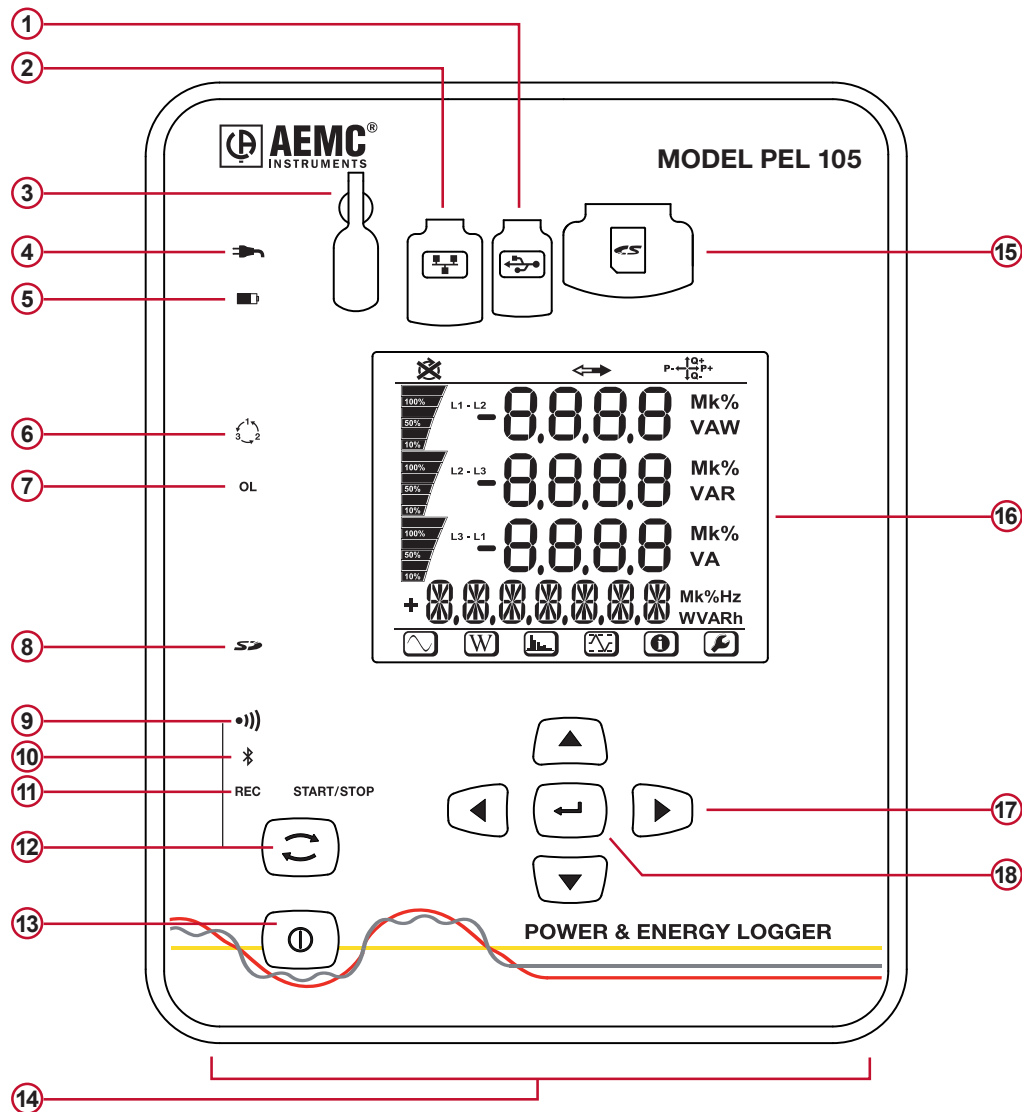 1
2
AEMC®
INSTRUMENTS
MODEL PEL 105
3
4
15
5
P- Q+ P+
Q-
100%
50%
10%
L1 - L2
-8.8.8.8
Mk%
VAW
6
1
3 2
7
OL
100%
50%
10%
L2 - L3
-8.8.8.8
Mk%
VAR
16
100%
50%
10%
L3 - L1
-8.8.8.8
Mk%
VA
+
Mk%Hz
WVARh
W
8
S
9
10
11
REC
START/STOP
17
12
18
13
POWER & ENERGY LOGGER
14